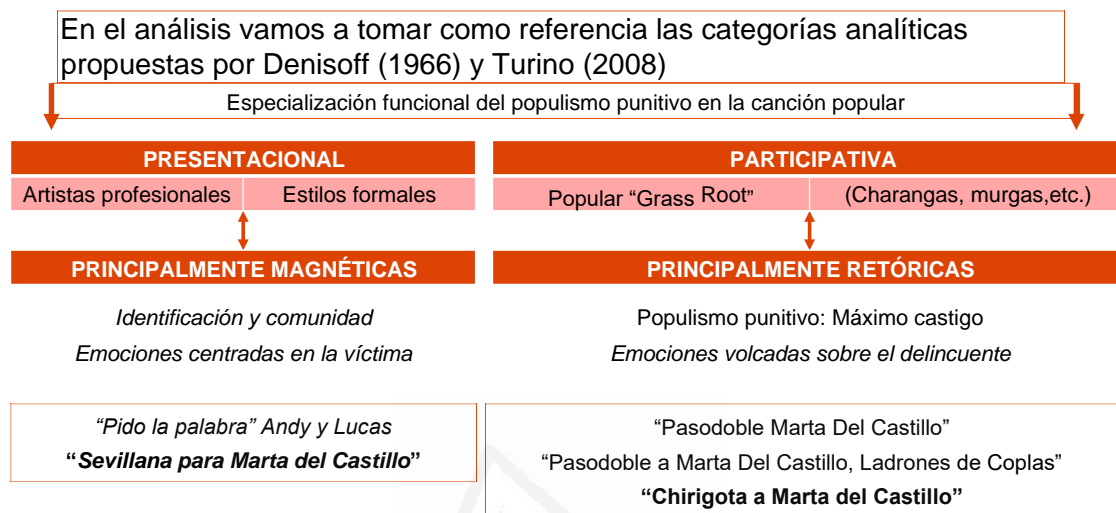 En el análisis vamos a tomar como referencia las categorías analíticas
propuestas por Denisoff (1966) y Turino (2008)
Especialización funcional del populismo punitivo en la canción popular
PRESENTACIONAL
Artistas profesionales
Estilos formales
PRINCIPALMENTE MAGNÉTICAS
Identificación y comunidad
Emociones centradas en la víctima
“Pido la palabra” Andy y Lucas
“Sevillana para Marta del Castillo”
PARTICIPATIVA
Popular “Grass Root”
(Charangas, murgas,etc.)
PRINCIPALMENTE RETÓRICAS
Populismo punitivo: Máximo castigo
Emociones volcadas sobre el delincuente
“Pasodoble Marta Del Castillo”
“Pasodoble a Marta Del Castillo, Ladrones de Coplas”
“Chirigota a Marta del Castillo”